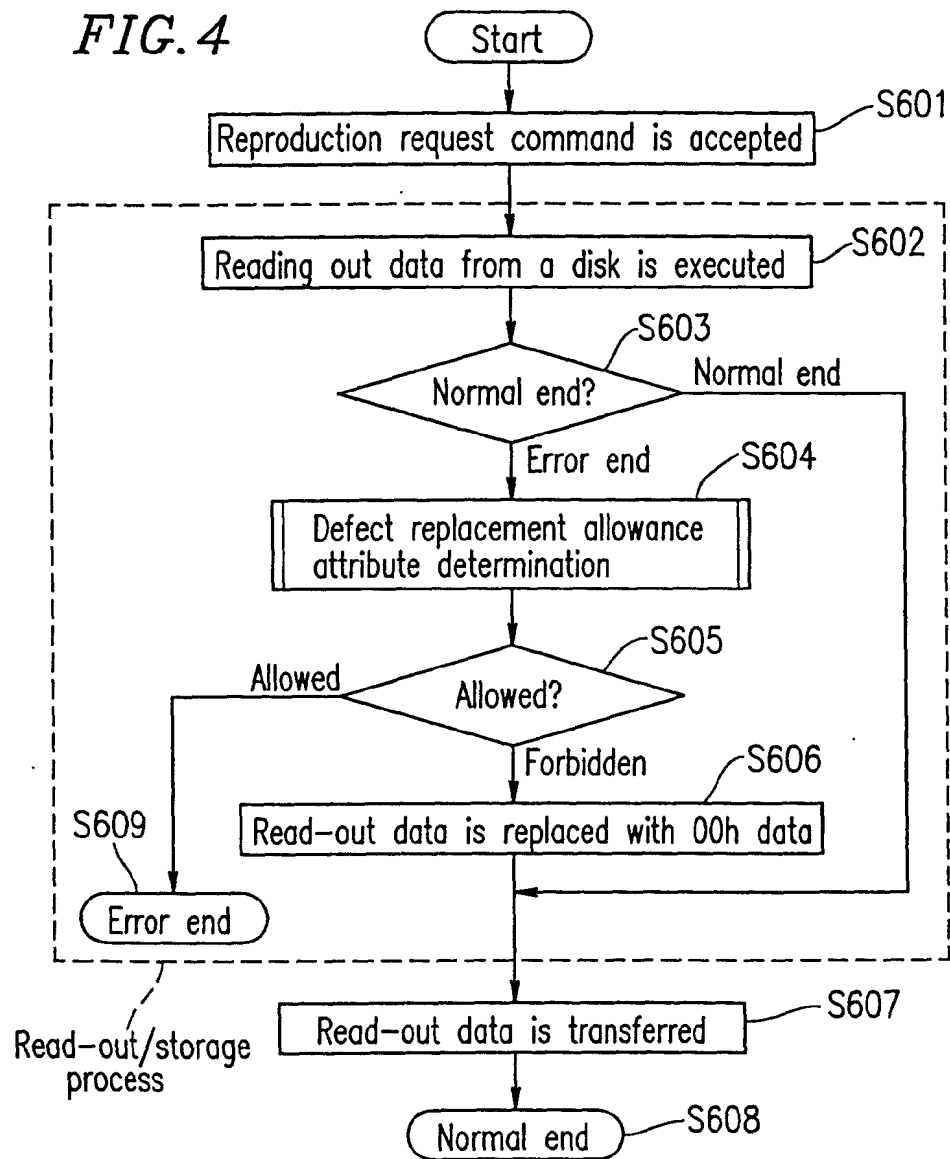 FIG. 4
Start
S601
Reproduction request command is accepted
S602
Reading out data from a disk is executed
S603
Normal end?
Normal end
Error end
S604
Defect replacement allowance
attribute determination
S605
Allowed
Allowed?
Forbidden
S606
Read-out data is replaced with 00h data
S609
Error end
S607
Read-out data is transferred
Read-out/storage
process
S608
Normal end